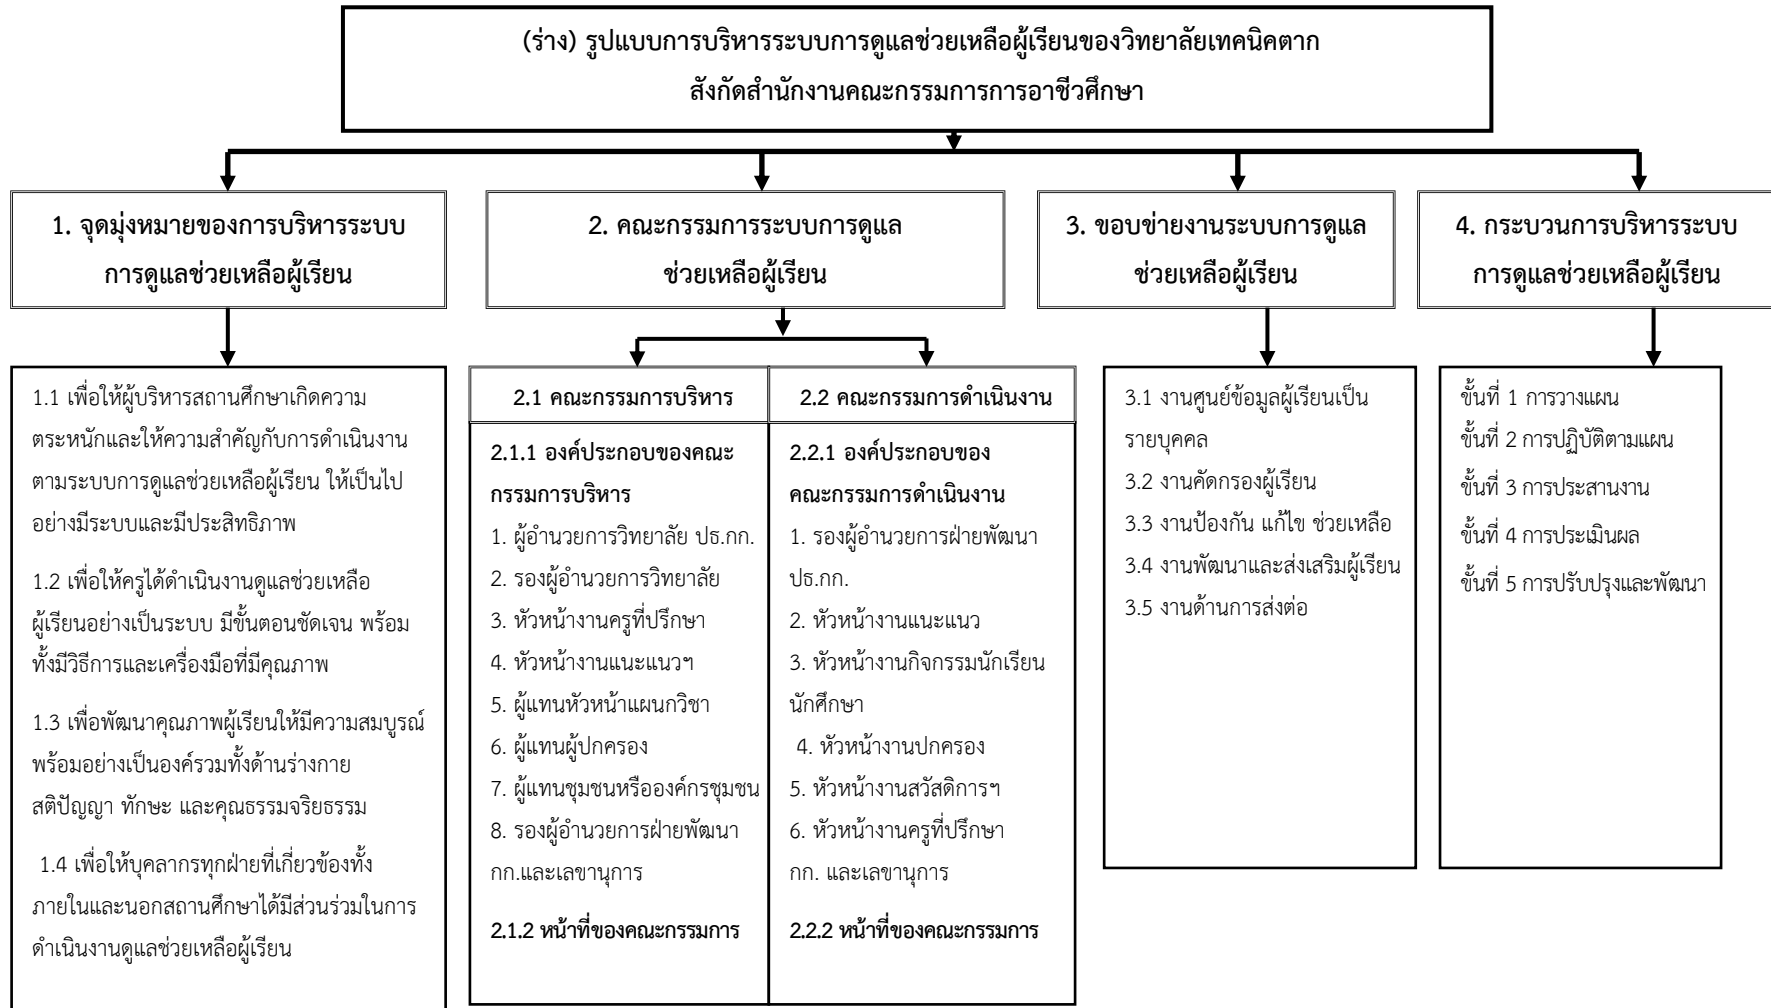 (ร่าง) รูปแบบการบริหารระบบการดูแลช่วยเหลือผู้เรียนของวิทยาลัยเทคนิคตาก
สังกัดสำนักงานคณะกรรมการการอาชีวศึกษา
1. จุดมุ่งหมายของการบริหารระบบ
การดูแลช่วยเหลือผู้เรียน
2. คณะกรรมการระบบการดูแล
ช่วยเหลือผู้เรียน
3. ขอบข่ายงานระบบการดูแล
ช่วยเหลือผู้เรียน
4. กระบวนการบริหารระบบ
การดูแลช่วยเหลือผู้เรียน
1.1 เพื่อให้ผู้บริหารสถานศึกษาเกิดความ
ตระหนักและให้ความสำคัญกับการดำเนินงาน
ตามระบบการดูแลช่วยเหลือผู้เรียน ให้เป็นไป
อย่างมีระบบและมีประสิทธิภาพ
1.2 เพื่อให้ครูได้ดำเนินงานดูแลช่วยเหลือ
ผู้เรียนอย่างเป็นระบบ มีขั้นตอนชัดเจน พร้อม
ทั้งมีวิธีการและเครื่องมือที่มีคุณภาพ
1.3 เพื่อพัฒนาคุณภาพผู้เรียนให้มีความสมบูรณ์
พร้อมอย่างเป็นองค์รวมทั้งด้านร่างกาย
สติปัญญา ทักษะ และคุณธรรมจริยธรรม
1.4 เพื่อให้บุคลากรทุกฝ่ายที่เกี่ยวข้องทั้ง
ภายในและนอกสถานศึกษาได้มีส่วนร่วมในการ
ดำเนินงานดูแลช่วยเหลือผู้เรียน
2.1 คณะกรรมการบริหาร
2.1.1 องค์ประกอบของคณะ
กรรมการบริหาร
1. ผู้อำนวยการวิทยาลัย ปธ.กก.
2. รองผู้อำนวยการวิทยาลัย
3. หัวหน้างานครูที่ปรึกษา
4. หัวหน้างานแนะแนวฯ
5. ผู้แทนหัวหน้าแผนกวิชา
6. ผู้แทนผู้ปกครอง
7. ผู้แทนชุมชนหรือองค์กรชุมชน
8. รองผู้อำนวยการฝ่ายพัฒนา
กก.และเลขานุการ
2.1.2 หน้าที่ของคณะกรรมการ
2.2 คณะกรรมการดำเนินงาน
2.2.1 องค์ประกอบของ
คณะกรรมการดำเนินงาน
1. รองผู้อำนวยการฝ่ายพัฒนา
ปธ.กก.
2. หัวหน้างานแนะแนว
3. หัวหน้างานกิจกรรมนักเรียน
นักศึกษา
4. หัวหน้างานปกครอง
5. หัวหน้างานสวัสดิการฯ
6. หัวหน้างานครูที่ปรึกษา
กก. และเลขานุการ
2.2.2 หน้าที่ของคณะกรรมการ
3.1 งานศูนย์ข้อมูลผู้เรียนเป็น
รายบุคคล
3.2 งานคัดกรองผู้เรียน
3.3 งานป้องกัน แก้ไข ช่วยเหลือ
3.4 งานพัฒนาและส่งเสริมผู้เรียน
3.5 งานด้านการส่งต่อ
ขั้นที่ 1 การวางแผน
ขั้นที่ 2 การปฏิบัติตามแผน
ขั้นที่ 3 การประสานงาน
ขั้นที่ 4 การประเมินผล
ขั้นที่ 5 การปรับปรุงและพัฒนา